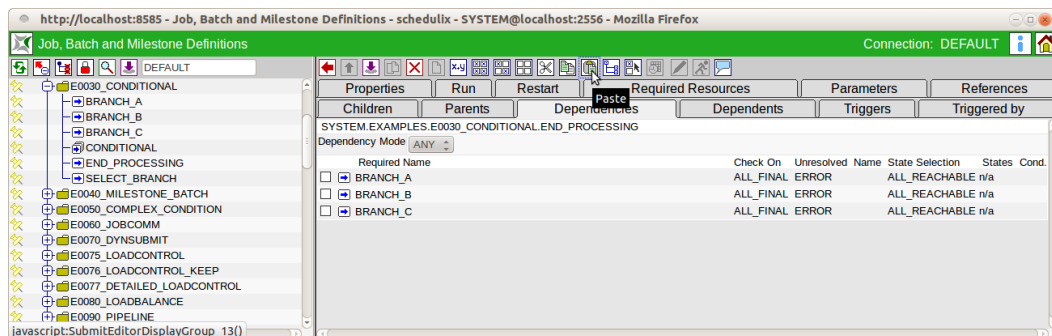 http://localhost:8585 - Job, Batch and Milestone Definitions - schedulix - SYSTEM@localhost:2556 - Mozilla Firefox
Job, Batch and Milestone Definitions
Connection: DEFAULT
DEFAULT
E0030_CONDITIONAL
BRANCH_A
BRANCH_B
BRANCH_C
CONDITIONAL
END_PROCESSING
SELECT_BRANCH
E0040_MILESTONE_BATCH
E0050_COMPLEX_CONDITION
E0060_JOBCOMM
E0070_DYNSUBMIT
E0075_LOADCONTROL
E0076_LOADCONTROL_KEEP
E0077_DETAILED_LOADCONTROL
E0080_LOADBALANCE
E0090_PIPELINE
javascript:SubmitEditorDisplayGroup_13()
x.y
Paste
Properties Run Restart Required Resources Parameters References
Children Parents Dependencies Dependents Triggers Triggered by
SYSTEM.EXAMPLES.E0030_CONDITIONAL.END_PROCESSING
Dependency Mode ANY
Required Name Check On Unresolved Name State Selection States Cond.
BRANCH_A ALL_FINAL ERROR ALL_REACHABLE n/a
BRANCH_B ALL_FINAL ERROR ALL_REACHABLE n/a
BRANCH_C ALL_FINAL ERROR ALL_REACHABLE n/a